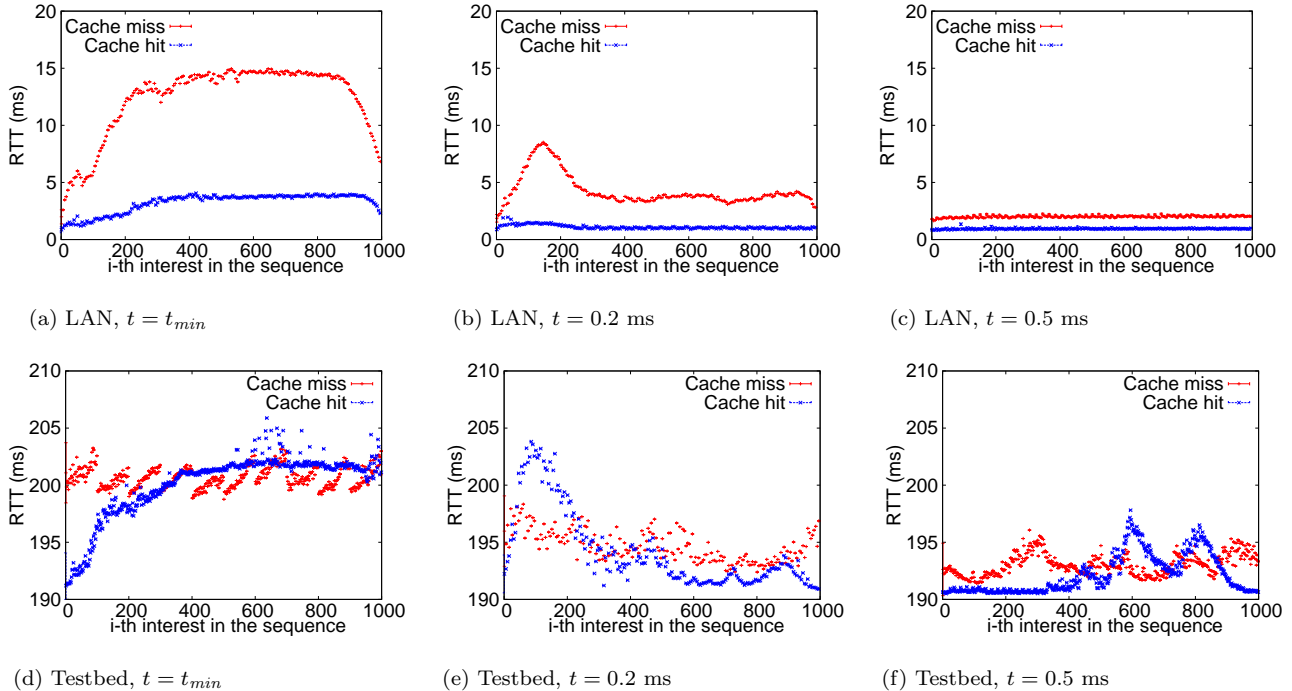 20
15
10
5
0
RTT (ms)
Cache miss
Cache hit
0 200 400 600 800 1000
i-th interest in the sequence
(a) LAN, t = t_min
20
15
10
5
0
RTT (ms)
Cache miss
Cache hit
0 200 400 600 800 1000
i-th interest in the sequence
(b) LAN, t = 0.2 ms
20
15
10
5
0
RTT (ms)
Cache miss
Cache hit
0 200 400 600 800 1000
i-th interest in the sequence
(c) LAN, t = 0.5 ms
210
205
200
195
190
RTT (ms)
Cache miss
Cache hit
0 200 400 600 800 1000
i-th interest in the sequence
(d) Testbed, t = t_min
210
205
200
195
190
RTT (ms)
Cache miss
Cache hit
0 200 400 600 800 1000
i-th interest in the sequence
(e) Testbed, t = 0.2 ms
210
205
200
195
190
RTT (ms)
Cache miss
Cache hit
0 200 400 600 800 1000
i-th interest in the sequence
(f) Testbed, t = 0.5 ms